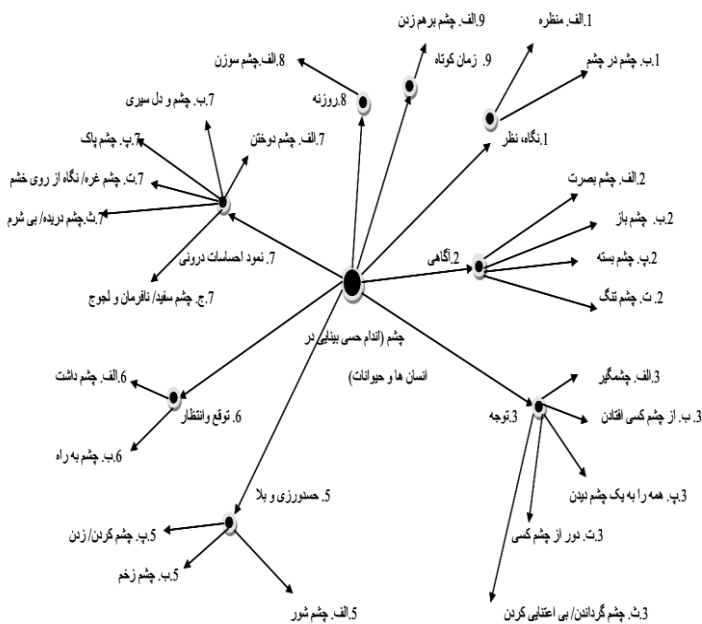 9.الف. چشم برهم زدن
1.الف. منظره
8.الف.چشم سوزن
9. زمان کوتاه
1.ب. چشم در چشم
8.روزنه
7.ب. چشم و دل سیری
7.پ. چشم پاک
7.الف. چشم دوختن
1.نگاه، نظر
7.ت. چشم غره/ نگاه از روی خشم
2.الف. چشم بصرت
7.ث.چشم دریده/ بی شرم
2.ب. چشم باز
7. نمود احساسات درونی
2.آگاهی
2.پ. چشم بسته
7.ج. چشم سفید/ نافرمان و لجوج
2. ت. چشم تنگ
چشم (اندام حسی بینایی در
انسان ها و حیوانات)
6.الف. چشم داشت
3.الف. چشمگیر
6. توقع وانتظار
3.توجه
3. ب. از چشم کسی افتادن
6.ب. چشم به راه
3.پ. همه را به یک چشم دیدن
5. حسدورزی و بلا
5.پ. چشم کردن/ زدن
3.ت. دور از چشم کسی
5.ب. چشم زخم
5.الف. چشم شور
3.ث. چشم گرداندن/ بی اعتنایی کردن